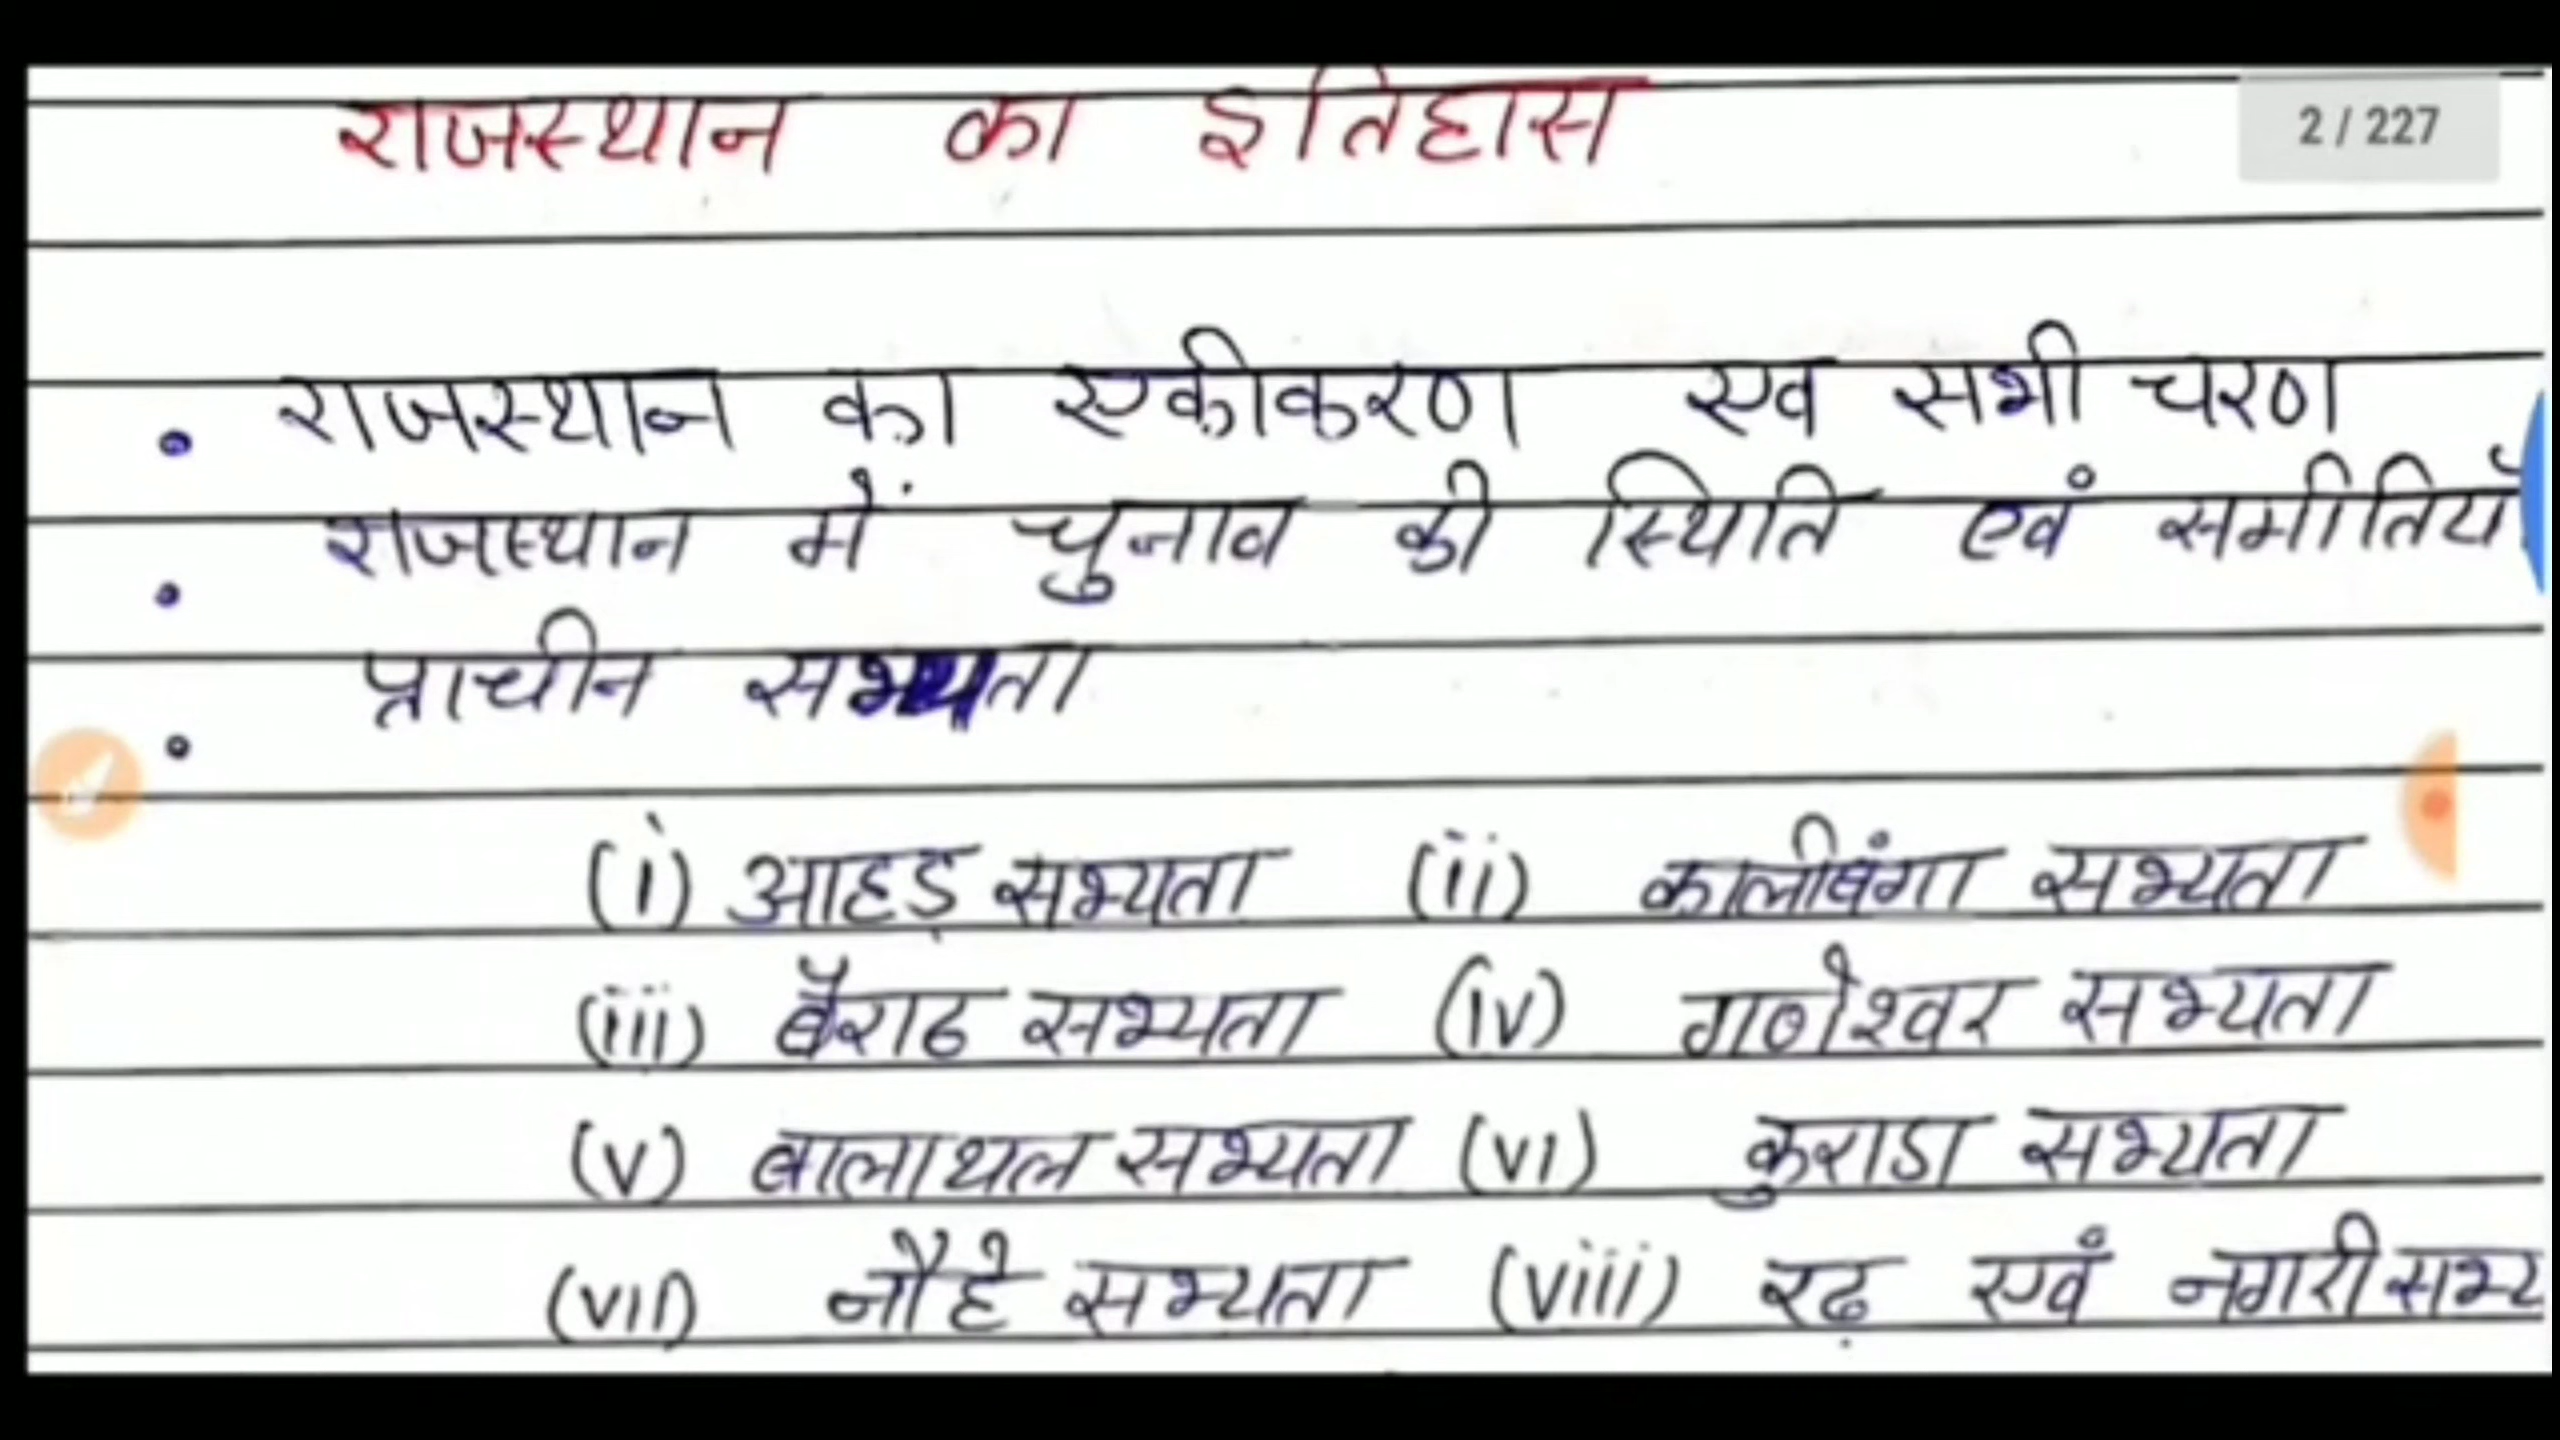 राजस्थान का इतिहास
2 / 227
राजस्थान का एकीकरण एवं सभी चरण
राजस्थान में चुनाव की स्थिति एवं समीतियाँ
प्राचीन सभ्यता
(i) आहड़ सभ्यता (ii) कालीबंगा सभ्यता
(iii) बैराठ सभ्यता (iv) गणेश्वर सभ्यता
(v) बालाथल सभ्यता (vi) कुराडा सभ्यता
(vii) नौहे सभ्यता (viii) रढ़ एवं नगरी सभ्य